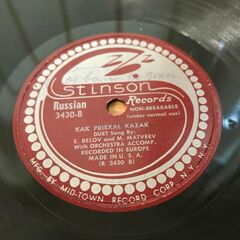 Stinson
Records
Russian
3430-B
NON-BREAKABLE
(under normal use)
KAK PRIEXAL KAZAK
DUET Sung By:
E. BELOV and M. MATVEEV
With ORCHESTRA ACCOMP.
RECORDED IN EUROPE
MADE IN U. S. A.
(R 3430 B)
MFG. BY MID-TOWN RECORD CORP. N. Y. N. Y.